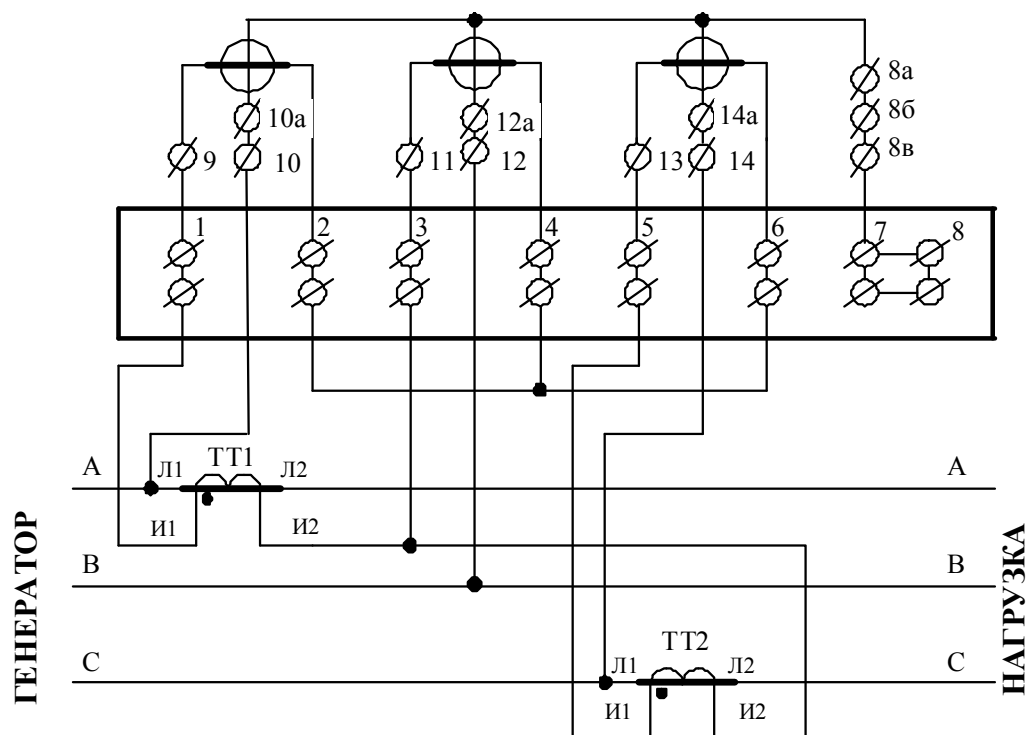 8а
10а 12а 14а 8б
9 10 11 12 13 14 8в
1 2 3 4 5 6 7 8
ТТ1
А Л1 Л2 А
И1 И2
В В
ТТ2
С Л1 Л2 С
И1 И2
ГЕНЕРАТОР
НАГРУЗКА